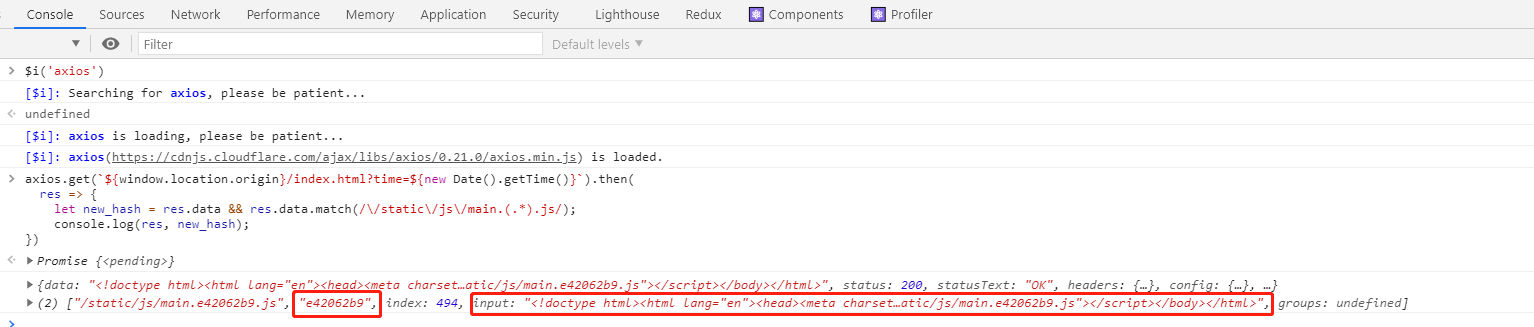 Console Sources Network Performance Memory Application Security Lighthouse Redux Components Profiler
Filter Default levels ▼
> $i('axios')
[$i]: Searching for axios, please be patient...
undefined
[$i]: axios is loading, please be patient...
[$i]: axios(https://cdnjs.cloudflare.com/ajax/libs/axios/0.21.0/axios.min.js) is loaded.
> axios.get(`${window.location.origin}/index.html?time=${new Date().getTime()}`).then(
res => {
let new_hash = res.data && res.data.match(/\/static\/js\/main.(.*).js/);
console.log(res, new_hash);
})
Promise {<pending>}
{data: "<!doctype html><html lang="en"><head><meta charset…atic/js/main.e42062b9.js"></script></body></html>", status: 200, statusText: "OK", headers: {…}, config: {…}, …}
(2) ["/static/js/main.e42062b9.js", "e42062b9", index: 494, input: "<!doctype html><html lang="en"><head><meta charset…atic/js/main.e42062b9.js"></script></body></html>", groups: undefined]